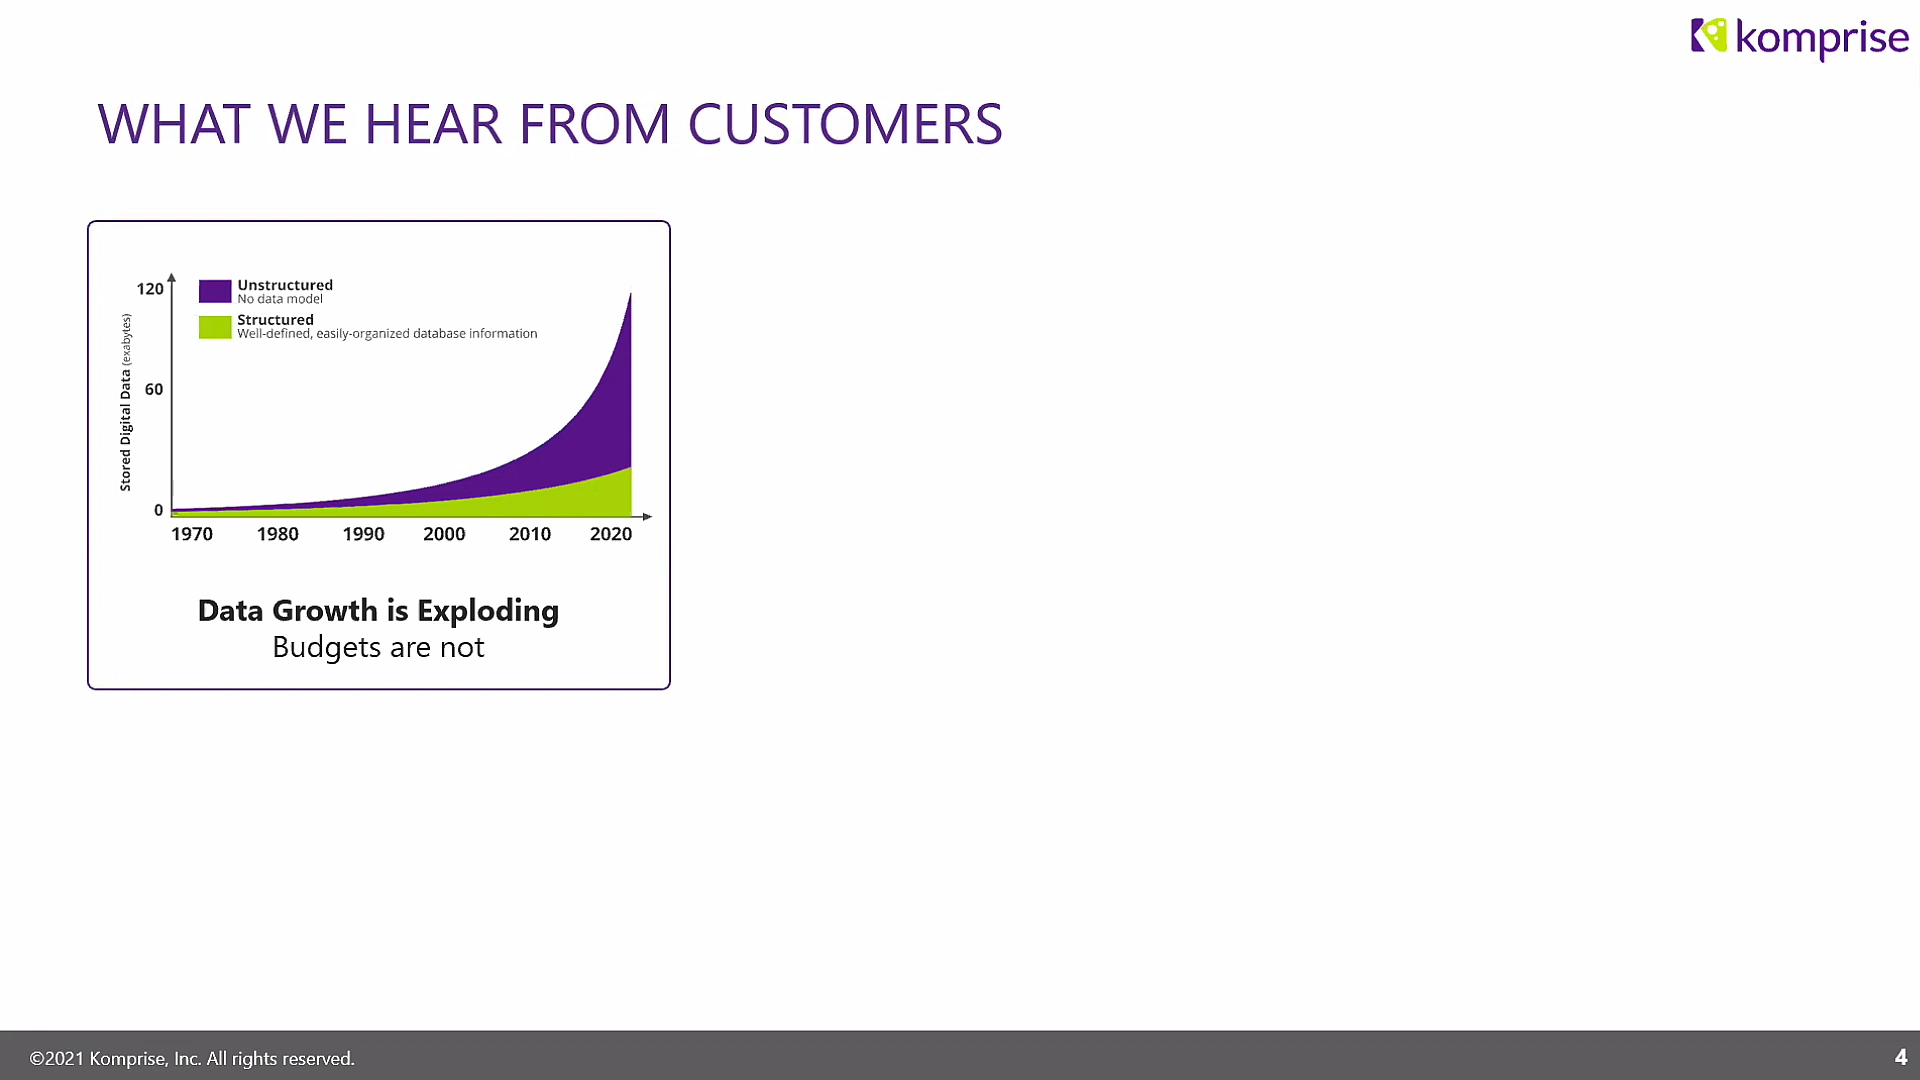 komprise
WHAT WE HEAR FROM CUSTOMERS
120
60
0
Stored Digital Data (exabytes)
Unstructured
No data model
Structured
Well-defined, easily-organized database information
1970 1980 1990 2000 2010 2020
Data Growth is Exploding
Budgets are not
©2021 Komprise, Inc. All rights reserved.
4